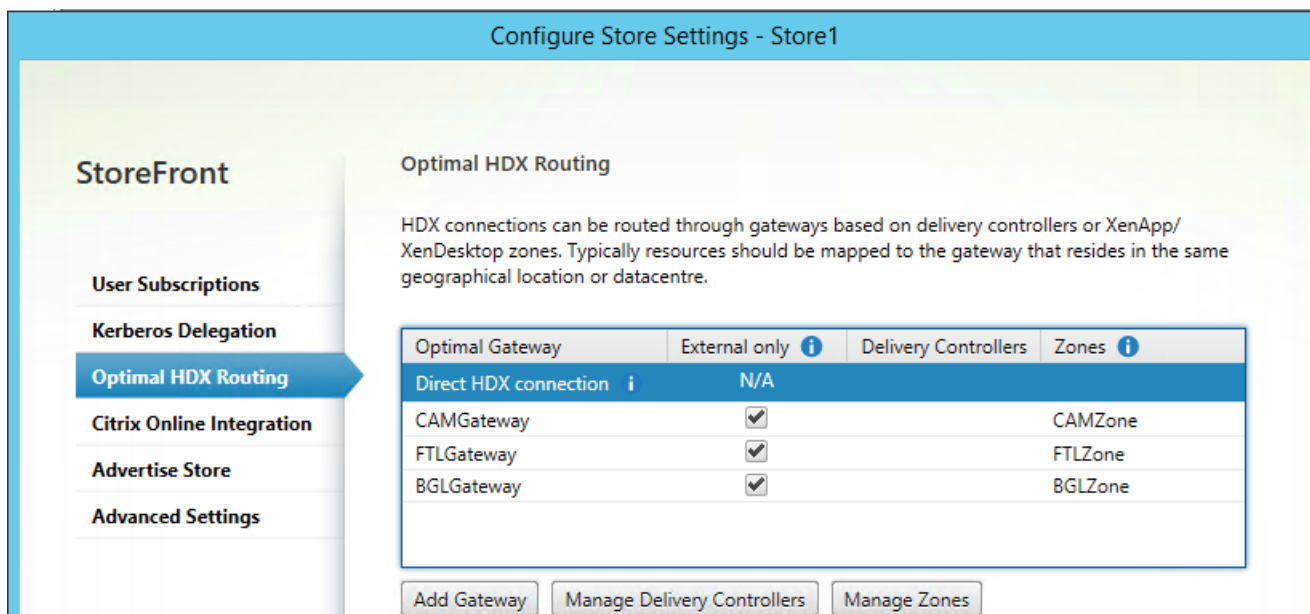 Configure Store Settings - Store1
StoreFront
User Subscriptions
Kerberos Delegation
Optimal HDX Routing
Citrix Online Integration
Advertise Store
Advanced Settings
Optimal HDX Routing
HDX connections can be routed through gateways based on delivery controllers or XenApp/
XenDesktop zones. Typically resources should be mapped to the gateway that resides in the same
geographical location or datacentre.
Optimal Gateway External only i Delivery Controllers Zones i
Direct HDX connection i N/A
CAMGateway CAMZone
FTLGateway FTLZone
BGLGateway BGLZone
Add Gateway Manage Delivery Controllers Manage Zones